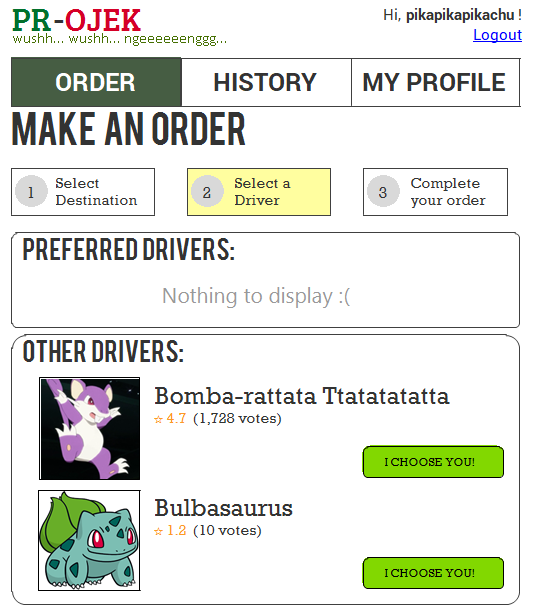 PR-OJEK
wushh... wushh... ngeeeeeenggg...
Hi, pikapikapikachu !
Logout
ORDER
HISTORY
MY PROFILE
MAKE AN ORDER
1
Select
Destination
2
Select a
Driver
3
Complete
your order
PREFERRED DRIVERS:
Nothing to display :(
OTHER DRIVERS:
Bomba-rattata Ttatatatatta
☆ 4.7 (1,728 votes)
I CHOOSE YOU!
Bulbasaurus
☆ 1.2 (10 votes)
I CHOOSE YOU!